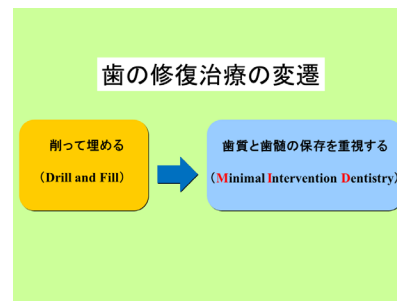 歯の修復治療の変遷
削って埋める
（Drill and Fill）
歯質と歯髄の保存を重視する
（Minimal Intervention Dentistry）